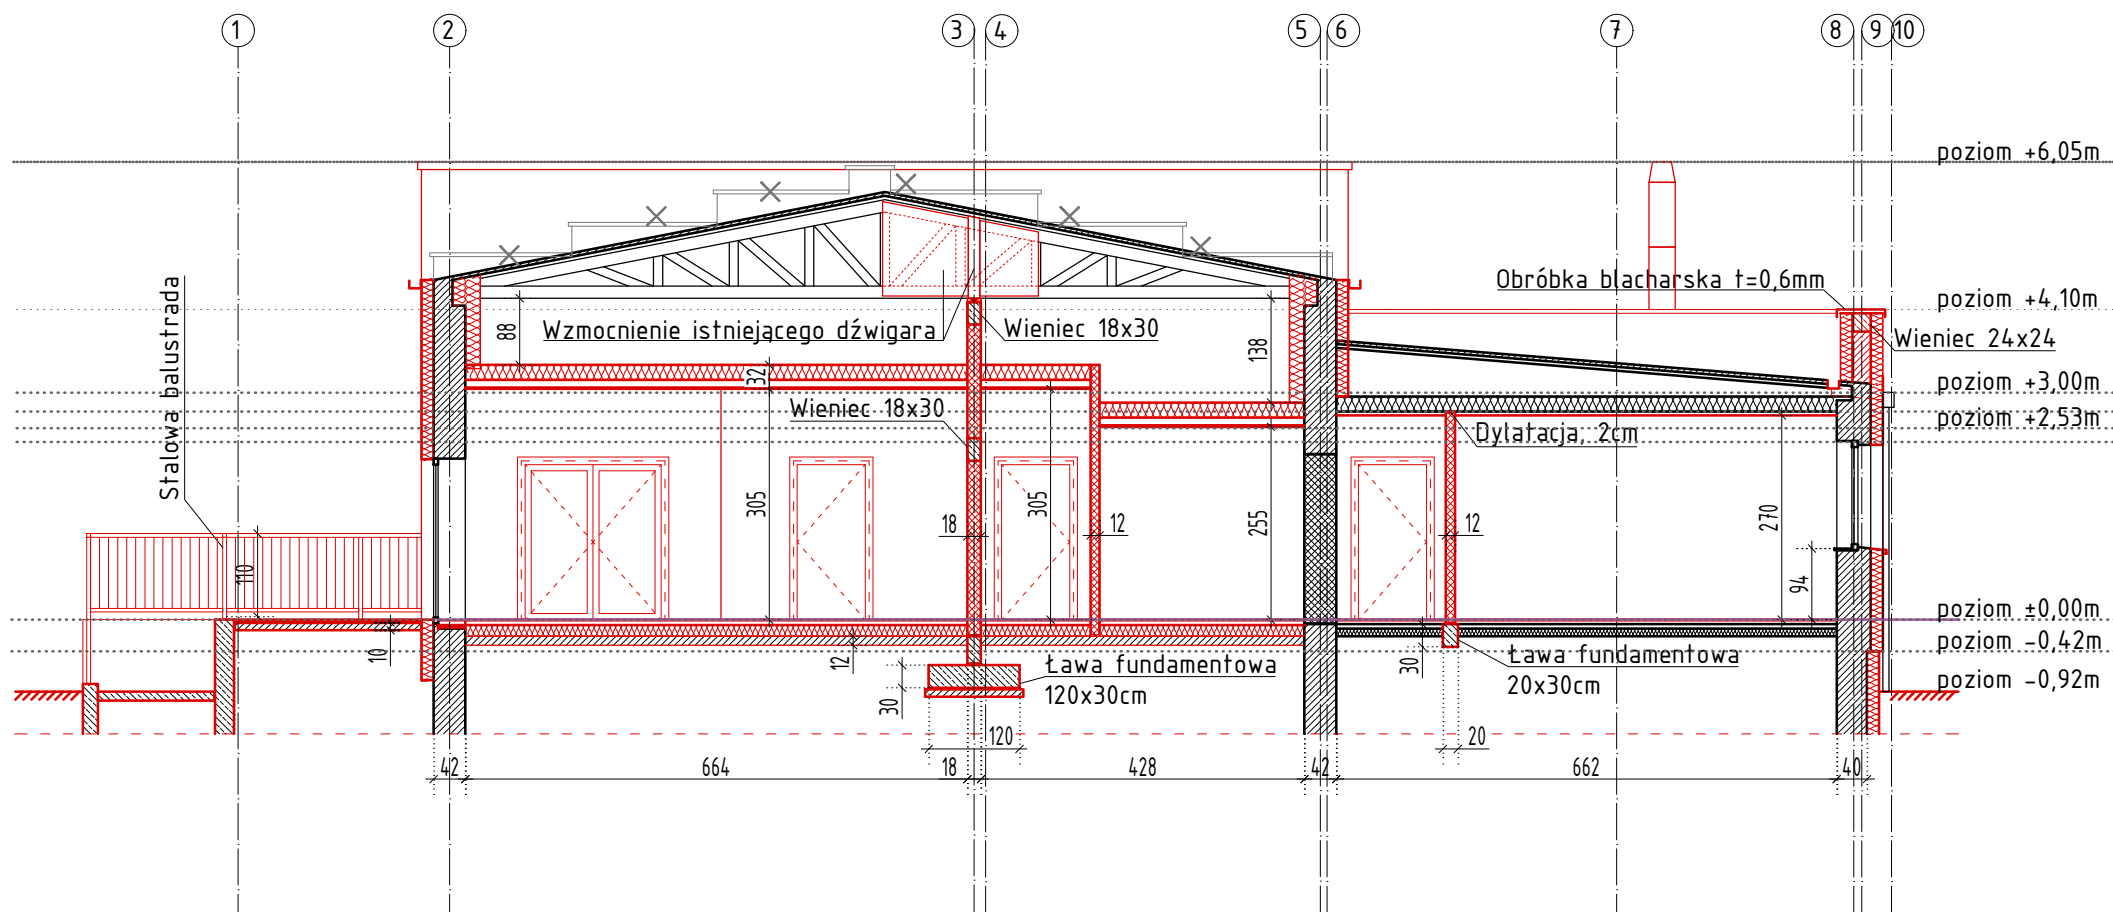 1 2 3 4 5 6 7 8 9 10
poziom +6,05m
Obróbka blacharska t=0,6mm
poziom +4,10m
Stalowa balustrada
88
Wzmocnienie istniejącego dźwigara
Wieniec 18x30
138
Wieniec 24x24
32
poziom +3,00m
Wieniec 18x30
Dylatacja, 2cm
poziom +2,53m
305
18
305
12
255
12
270
110
94
poziom ±0,00m
10
12
30
Ława fundamentowa
20x30cm
poziom -0,42m
Ława fundamentowa
120x30cm
30
poziom -0,92m
120
20
42
664
18
428
42
662
40